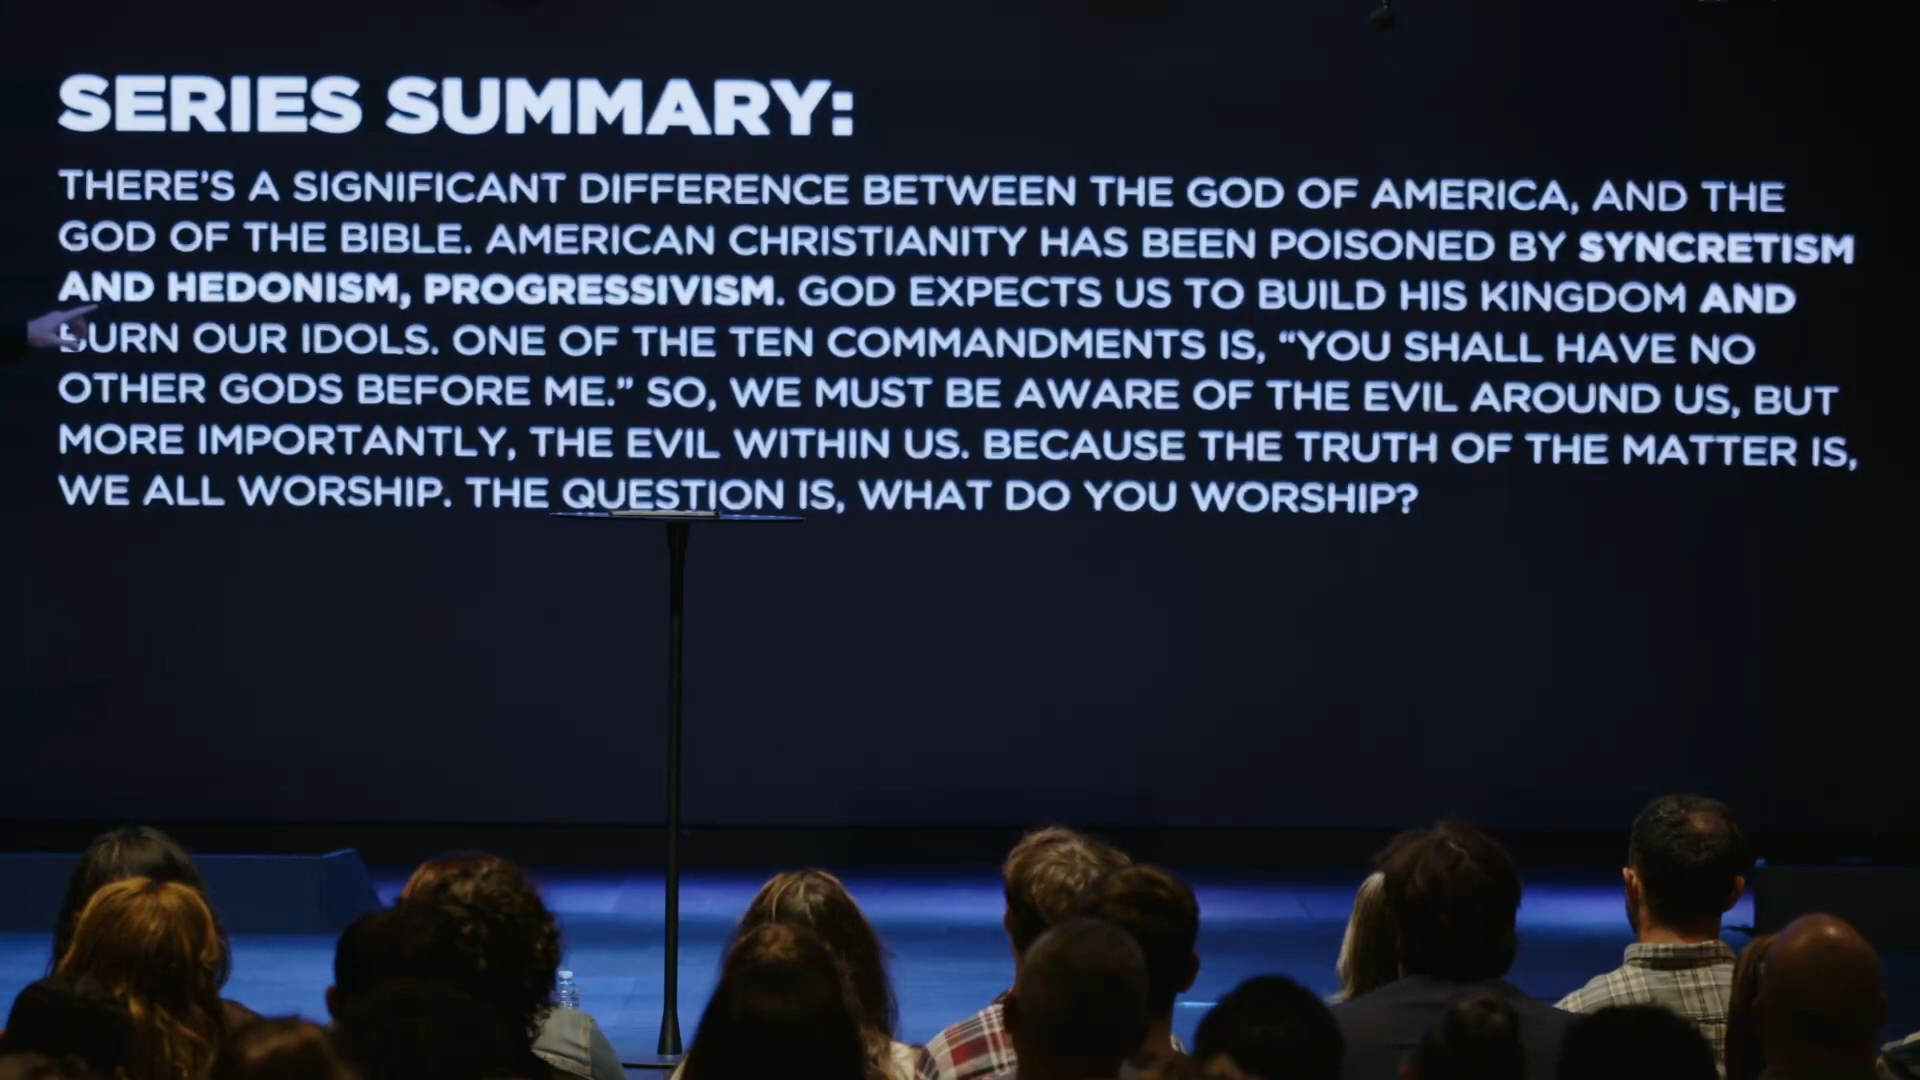 SERIES SUMMARY:
THERE'S A SIGNIFICANT DIFFERENCE BETWEEN THE GOD OF AMERICA, AND THE
GOD OF THE BIBLE. AMERICAN CHRISTIANITY HAS BEEN POISONED BY SYNCRETISM
AND HEDONISM, PROGRESSIVISM. GOD EXPECTS US TO BUILD HIS KINGDOM AND
BURN OUR IDOLS. ONE OF THE TEN COMMANDMENTS IS, “YOU SHALL HAVE NO
OTHER GODS BEFORE ME.” SO, WE MUST BE AWARE OF THE EVIL AROUND US, BUT
MORE IMPORTANTLY, THE EVIL WITHIN US. BECAUSE THE TRUTH OF THE MATTER IS,
WE ALL WORSHIP. THE QUESTION IS, WHAT DO YOU WORSHIP?